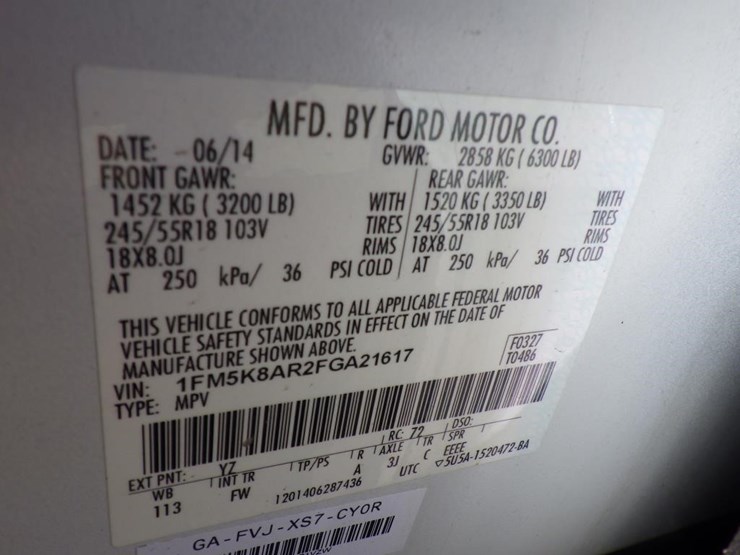 MFD. BY FORD MOTOR CO.
DATE: - 06/14 GVWR: 2858 KG ( 6300 LB)
FRONT GAWR: REAR GAWR:
1452 KG ( 3200 LB) WITH 1520 KG ( 3350 LB) WITH
245/55R18 103V TIRES 245/55R18 103V TIRES
18X8.0J RIMS 18X8.0J RIMS
AT 250 kPa/ 36 PSI COLD AT 250 kPa/ 36 PSI COLD
THIS VEHICLE CONFORMS TO ALL APPLICABLE FEDERAL MOTOR
VEHICLE SAFETY STANDARDS IN EFFECT ON THE DATE OF
MANUFACTURE SHOWN ABOVE.
F0327
T0486
VIN: 1FM5K8AR2FGA21617
TYPE: MPV
EXT PNT: YZ RC: 72 DSO:
WB INT TR TP/PS R AXLE TR SPR
113 FW A 3J C EEEE
1201406287436 UTC ▽5U5A-1520472-BA
GA-FVJ-XS7-CY0R